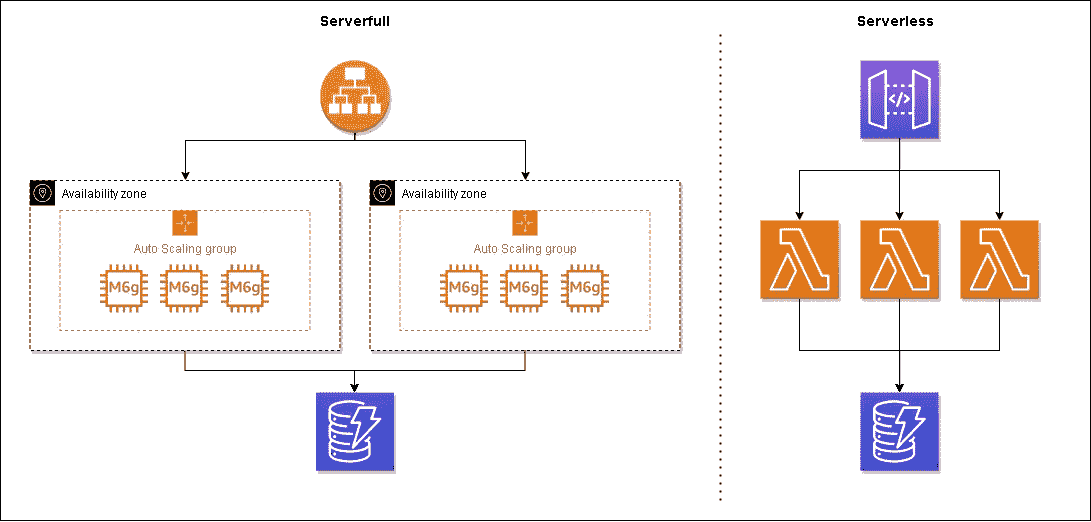 Serverfull
Serverless
Availability zone
Availability zone
Auto Scaling group
Auto Scaling group
M6g M6g M6g
M6g M6g M6g
</>